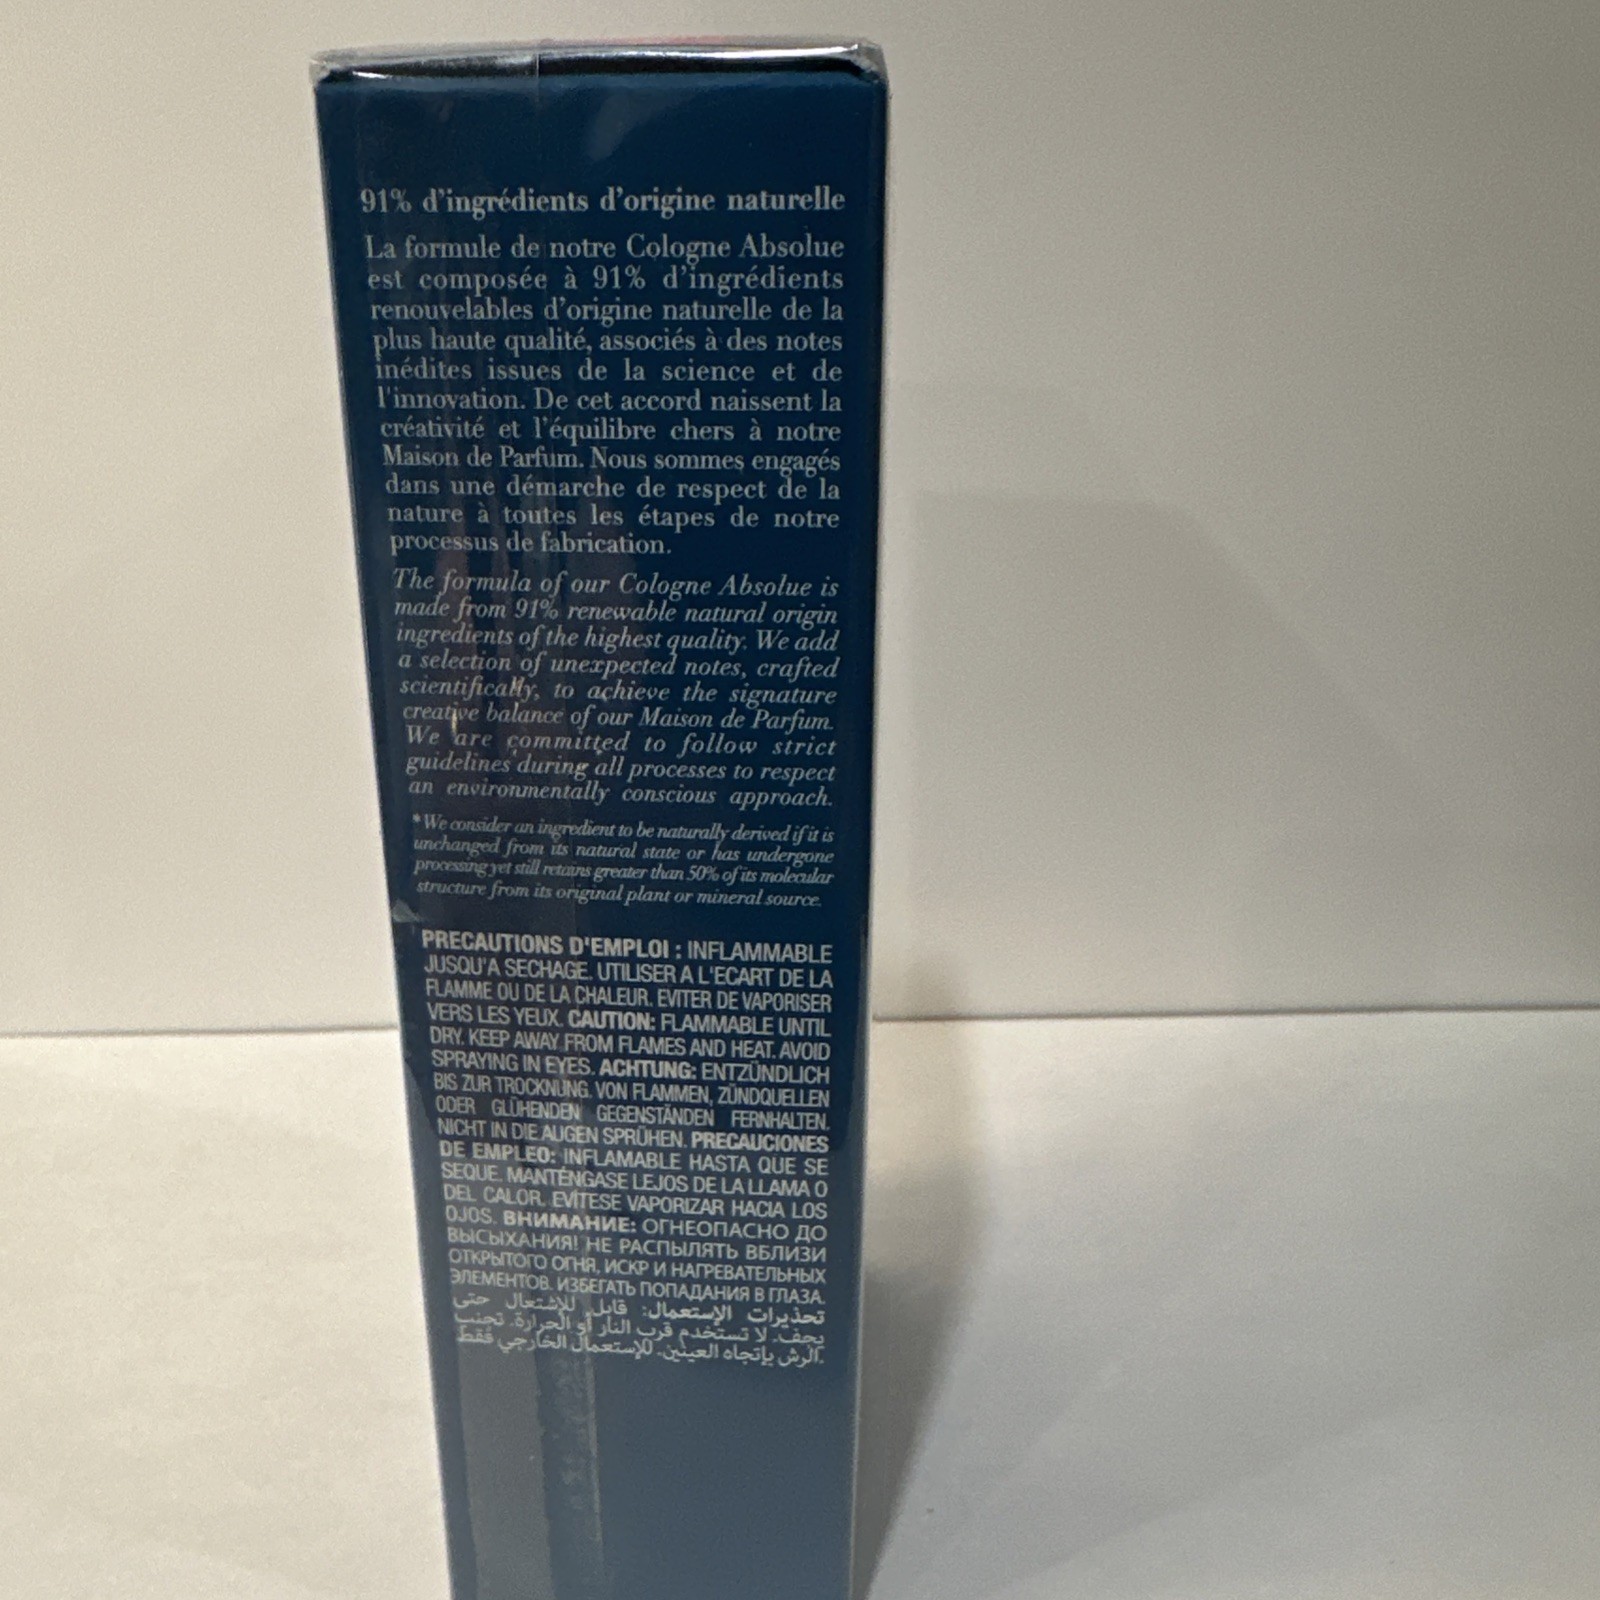 91% d'ingrédients d'origine naturelle
La formule de notre Cologne Absolue
est composée à 91% d'ingrédients
renouvelables d'origine naturelle de la
plus haute qualité, associés à des notes
inédites issues de la science et de
l'innovation. De cet accord naissent la
créativité et l'équilibre chers à notre
Maison de Parfum. Nous sommes engagés
dans une démarche de respect de la
nature à toutes les étapes de notre
processus de fabrication.
The formula of our Cologne Absolue is
made from 91% renewable natural origin
ingredients of the highest quality. We add
a selection of unexpected notes, crafted
scientifically, to achieve the signature
creative balance of our Maison de Parfum.
We are committed to follow strict
guidelines during all processes to respect
an environmentally conscious approach.
*We consider an ingredient to be naturally derived if it is
unchanged from its natural state or has undergone
processing yet still retains greater than 50% of its molecular
structure from its original plant or mineral source.
PRECAUTIONS D'EMPLOI : INFLAMMABLE
JUSQU'A SECHAGE. UTILISER A L'ECART DE LA
FLAMME OU DE LA CHALEUR. EVITER DE VAPORISER
VERS LES YEUX. CAUTION: FLAMMABLE UNTIL
DRY. KEEP AWAY FROM FLAMES AND HEAT. AVOID
SPRAYING IN EYES. ACHTUNG: ENTZÜNDLICH
BIS ZUR TROCKNUNG. VON FLAMMEN, ZÜNDQUELLEN
ODER GLÜHENDEN GEGENSTÄNDEN FERNHALTEN.
NICHT IN DIE AUGEN SPRÜHEN. PRECAUCIONES
DE EMPLEO: INFLAMABLE HASTA QUE SE
SEQUE. MANTÉNGASE LEJOS DE LA LLAMA O
DEL CALOR. EVÍTESE VAPORIZAR HACIA LOS
OJOS. ВНИМАНИЕ: ОГНЕОПАСНО ДО
ВЫСЫХАНИЯ! НЕ РАСПЫЛЯТЬ ВБЛИЗИ
ОТКРЫТОГО ОГНЯ, ИСКР И НАГРЕВАТЕЛЬНЫХ
ЭЛЕМЕНТОВ. ИЗБЕГАТЬ ПОПАДАНИЯ В ГЛАЗА.
تحذيرات الإستعمال: قابل للإشتعال حتى
يجف. لا تستخدم قرب النار أو الحرارة. تجنب
الرش بإتجاه العينين. للإستعمال الخارجي فقط.